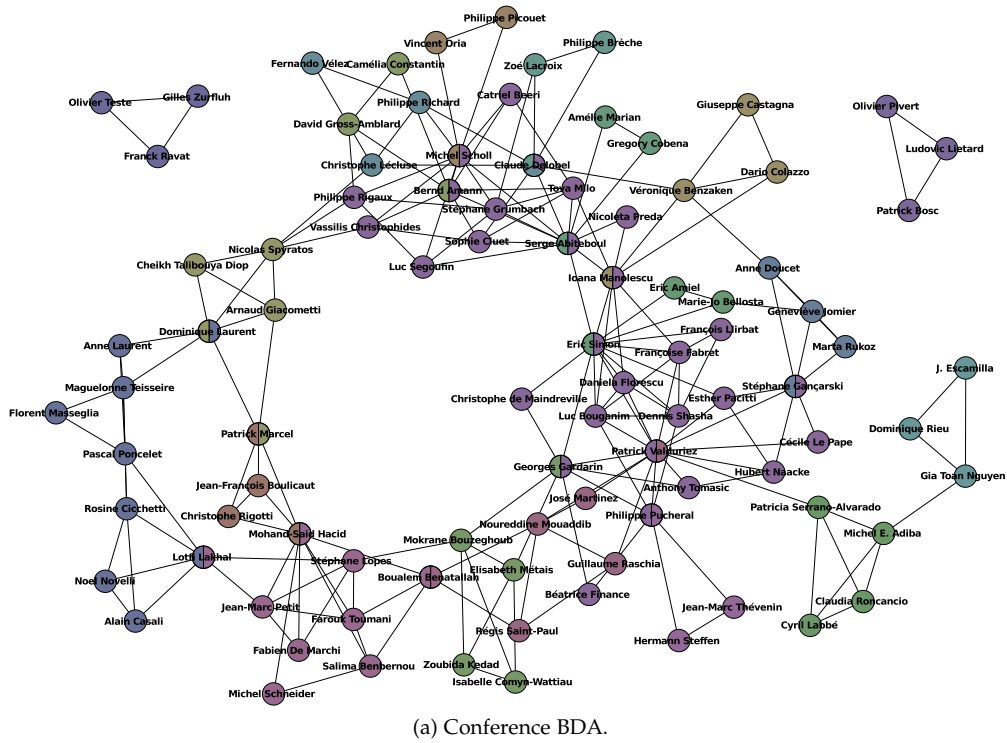 Philippe Picouet
Vincent Oria
Philippe Brèche
Fernando Vélez
Camélia Constantin
Zoé Lacroix
Olivier Teste
Gilles Zurfluh
Philippe Richard
Catriel Beeri
Giuseppe Castagna
Olivier Pivert
David Gross-Amblard
Amélie Marian
Gregory Cobena
Ludovic Lietard
Franck Ravat
Christophe Lécluse
Michel Scholl
Claude Delobel
Dario Colazzo
Philippe Rigaux
Bernd Amann
Tova Milo
Véronique Benzaken
Stéphane Grumbach
Nicoleta Preda
Patrick Bosc
Vassilis Christophides
Sophie Cluet
Serge Abiteboul
Nicolas Spyratos
Cheikh Talibouya Diop
Luc Segoufin
Ioana Manolescu
Anne Doucet
Eric Amiel
Marie-Jo Bellosta
Arnaud Giacometti
Geneviève Jomier
Dominique Laurent
François Llirbat
Anne Laurent
Eric Simon
Françoise Fabret
Marta Rukoz
J. Escamilla
Maguelonne Teisseire
Daniela Florescu
Stéphane Gançarski
Christophe de Maindreville
Esther Pacitti
Florent Masseglia
Luc Bouganim
Dennis Shasha
Dominique Rieu
Patrick Marcel
Cécile Le Pape
Pascal Poncelet
Patrick Valduriez
Georges Gardarin
Hubert Naacke
Gia Toan Nguyen
Jean-François Boulicaut
Anthony Tomasic
José Martinez
Rosine Cicchetti
Christophe Rigotti
Patricia Serrano-Alvarado
Philippe Pucheral
Noureddine Mouaddib
Mohand-Said Hacid
Michel E. Adiba
Mokrane Bouzeghoub
Lotfi Lakhal
Stéphane Lopes
Guillaume Raschia
Elisabeth Métais
Noel Novelli
Boualem Benatallah
Béatrice Finance
Jean-Marc Petit
Jean-Marc Thévenin
Claudia Roncancio
Alain Casali
Farouk Toumani
Cyril Labbé
Régis Saint-Paul
Hermann Steffen
Fabien De Marchi
Salima Benbernou
Zoubida Kedad
Isabelle Comyn-Wattiau
Michel Schneider
(a) Conference BDA.